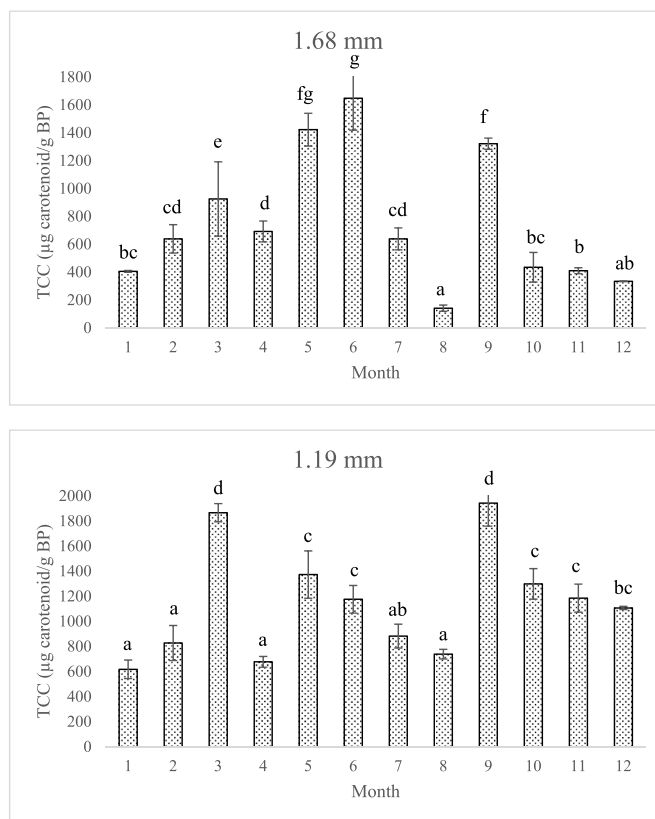 1.68 mm
TCC (µg carotenoid/g BP)
1800
1600
1400
1200
1000
800
600
400
200
0
bc
cd
e
d
fg
g
cd
a
f
bc
b
ab
1 2 3 4 5 6 7 8 9 10 11 12
Month
1.19 mm
TCC (µg carotenoid/g BP)
2000
1800
1600
1400
1200
1000
800
600
400
200
0
a
a
d
a
c
c
ab
a
d
c
c
bc
1 2 3 4 5 6 7 8 9 10 11 12
Month